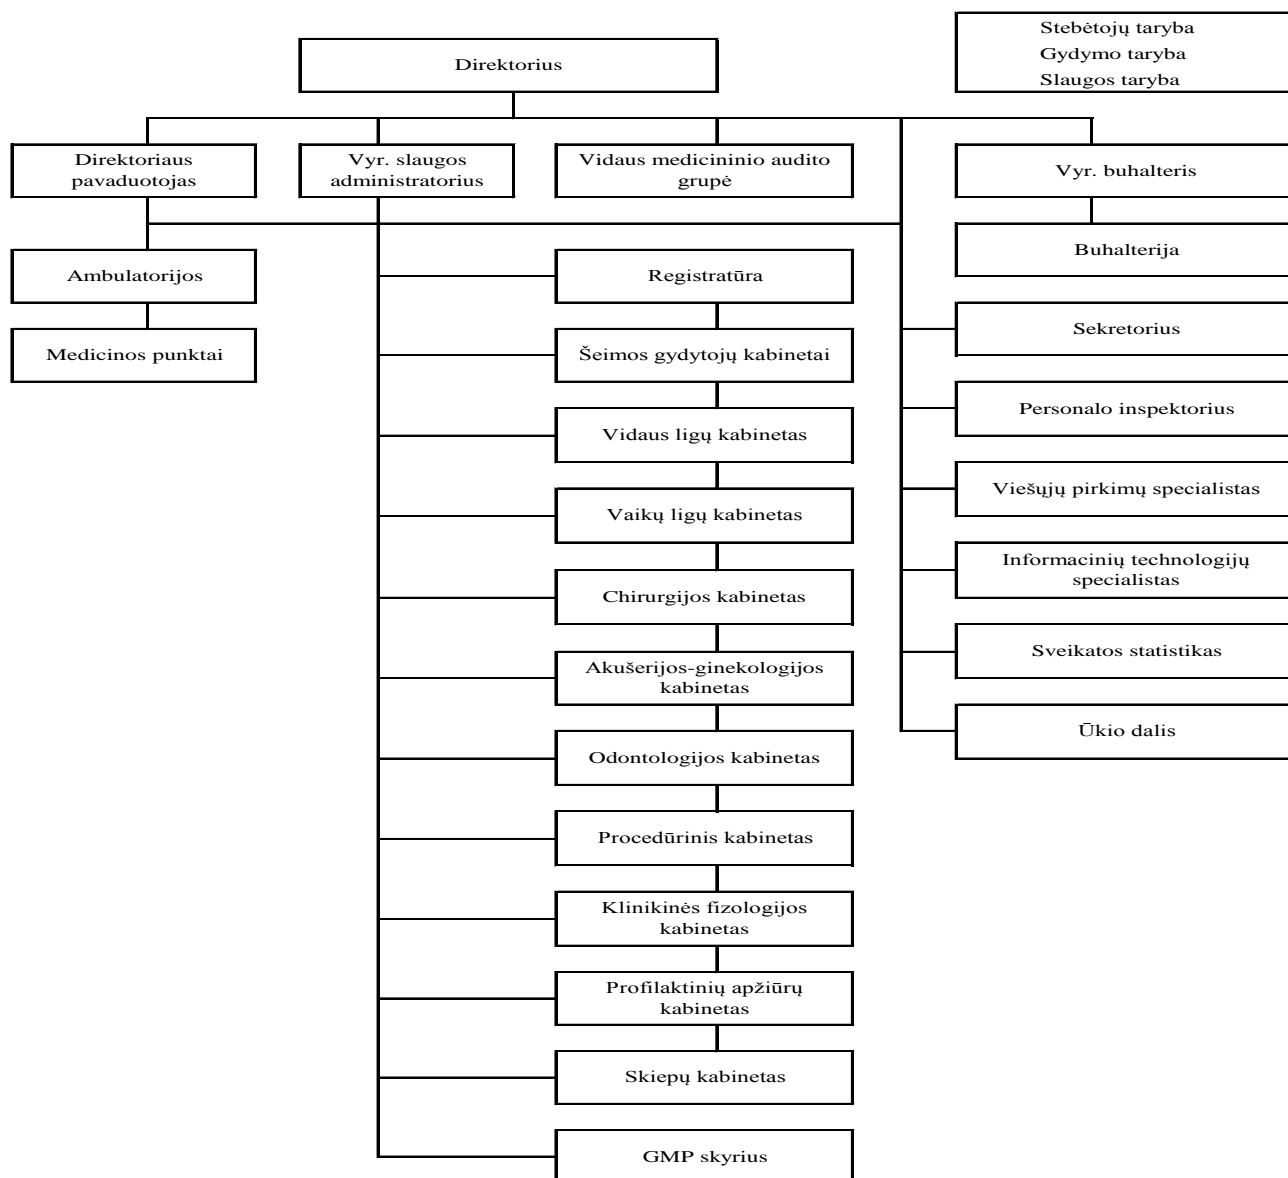 Stebėtojų taryba
Gydymo taryba
Slaugos taryba
Direktorius
Direktoriaus
pavaduotojas
Vyr. slaugos
administratorius
Vidaus medicininio audito
grupė
Vyr. buhalteris
Ambulatorijos
Registratūra
Buhalterija
Medicinos punktai
Šeimos gydytojų kabinetai
Sekretorius
Vidaus ligų kabinetas
Personalo inspektorius
Vaikų ligų kabinetas
Viešųjų pirkimų specialistas
Chirurgijos kabinetas
Informacinių technologijų
specialistas
Akušerijos-ginekologijos
kabinetas
Sveikatos statistikas
Odontologijos kabinetas
Ūkio dalis
Procedūrinis kabinetas
Klinikinės fizologijos
kabinetas
Profilaktinių apžiūrų
kabinetas
Skiepų kabinetas
GMP skyrius